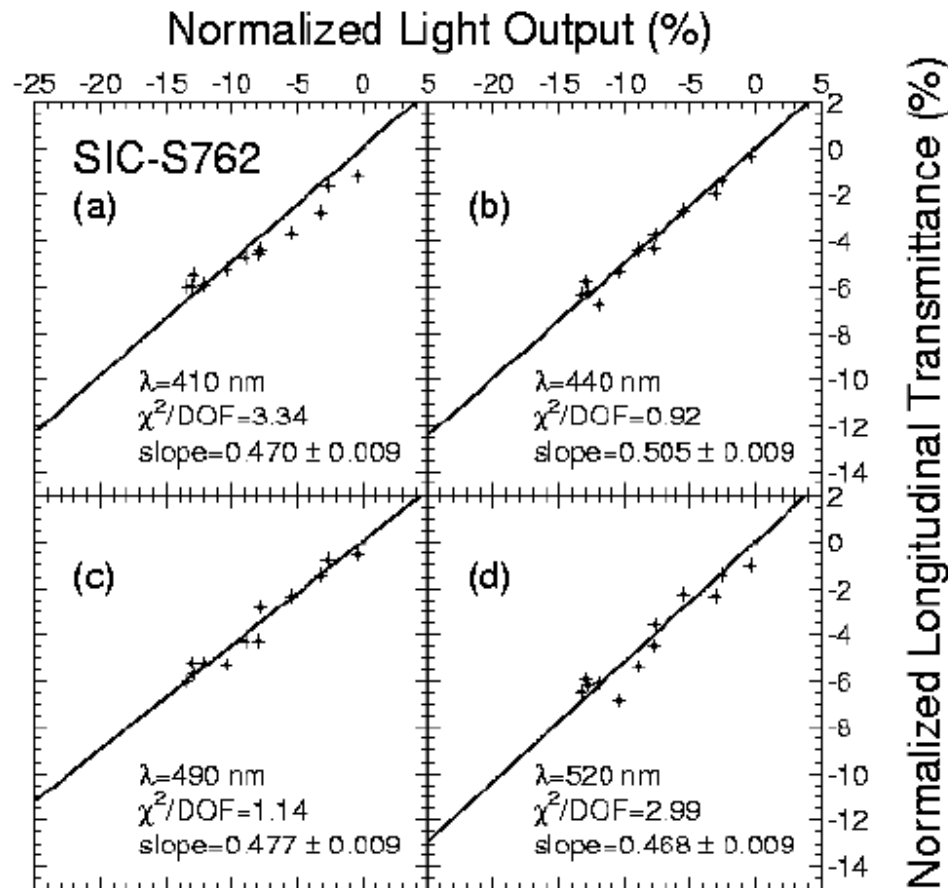 Normalized Light Output (%)
-25 -20 -15 -10 -5 0 5 -20 -15 -10 -5 0 5
SIC-S762
(a)
λ=410 nm
χ²/DOF=3.34
slope=0.470 ± 0.009
(b)
λ=440 nm
χ²/DOF=0.92
slope=0.505 ± 0.009
2
0
-2
-4
-6
-8
-10
-12
-14
(c)
λ=490 nm
χ²/DOF=1.14
slope=0.477 ± 0.009
(d)
λ=520 nm
χ²/DOF=2.99
slope=0.468 ± 0.009
2
0
-2
-4
-6
-8
-10
-12
-14
Normalized Longitudinal Transmittance (%)